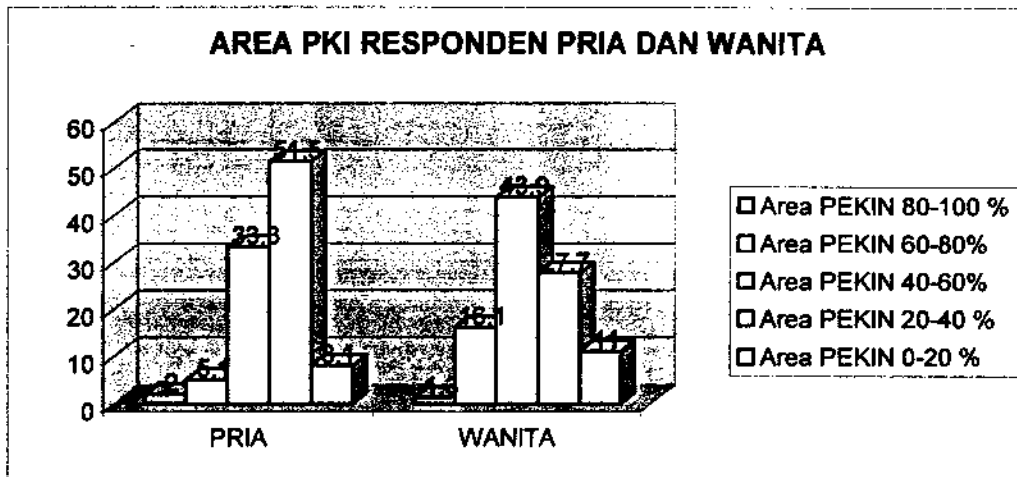 AREA PKI RESPONDEN PRIA DAN WANITA
60
50
40
30
20
10
0
33.3
43.9
16.1
PRIA
WANITA
Area PEKIN 80-100 %
Area PEKIN 60-80%
Area PEKIN 40-60%
Area PEKIN 20-40 %
Area PEKIN 0-20 %